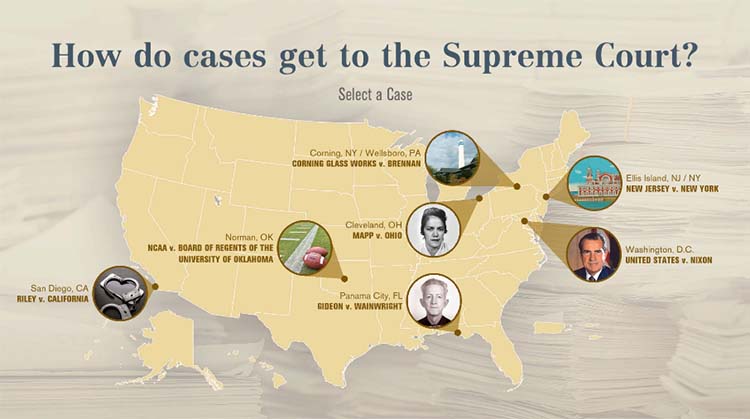 How do cases get to the Supreme Court?
Select a Case
Corning, NY / Wellsboro, PA
CORNING GLASS WORKS v. BRENNAN
Ellis Island, NJ / NY
NEW JERSEY v. NEW YORK
Cleveland, OH
MAPP v. OHIO
Norman, OK
NCAA v. BOARD OF REGENTS OF THE
UNIVERSITY OF OKLAHOMA
Washington, D.C.
UNITED STATES v. NIXON
San Diego, CA
RILEY v. CALIFORNIA
Panama City, FL
GIDEON v. WAINWRIGHT